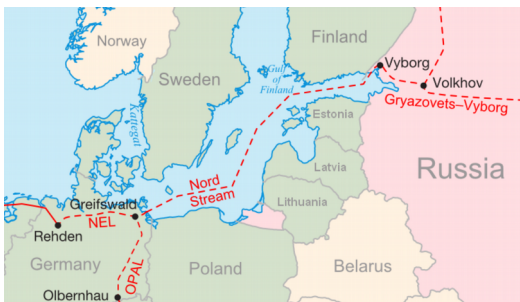 Norway
Finland
Vyborg
Sweden
Gulf
of
Finland
Volkhov
Gryazovets–Vyborg
Kattegat
Estonia
Russia
Latvia
Nord
Stream
Lithuania
Greifswald
NEL
Rehden
Germany
OPAL
Poland
Belarus
Olbernhau